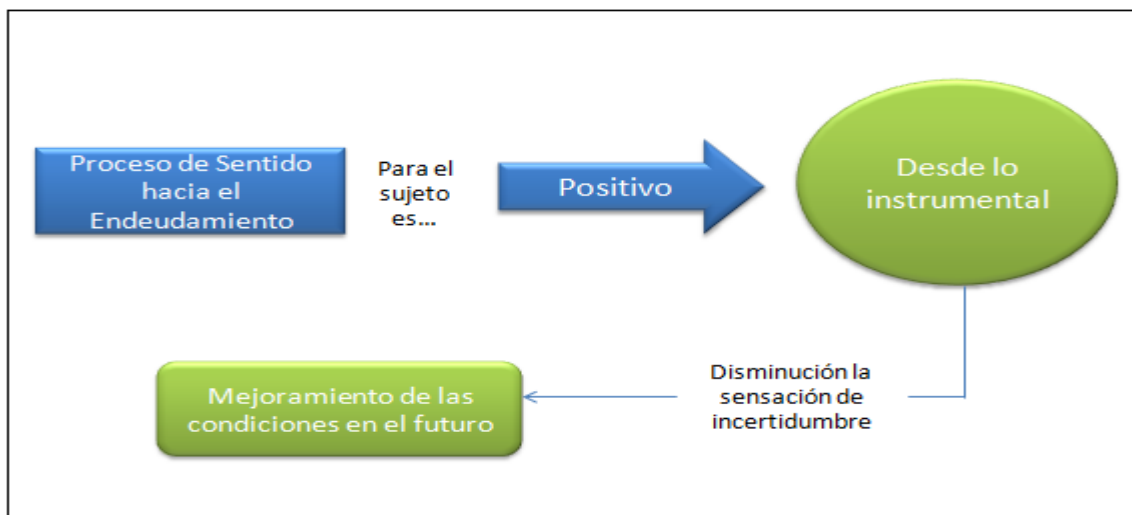 Proceso de Sentido
hacia el
Endeudamiento
Para el
sujeto
es...
Positivo
Desde lo
instrumental
Disminución la
sensación de
incertidumbre
Mejoramiento de las
condiciones en el futuro